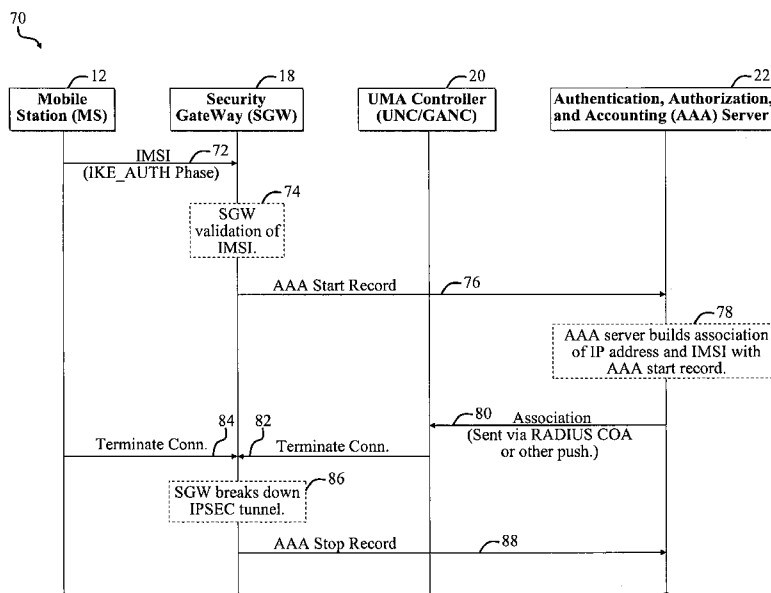 70
12
18
20
22
Mobile
Station (MS)
Security
GateWay (SGW)
UMA Controller
(UNC/GANC)
Authentication, Authorization,
and Accounting (AAA) Server
IMSI
72
(IKE_AUTH Phase)
74
SGW
validation of
IMSI.
AAA Start Record
76
78
AAA server builds association
of IP address and IMSI with
AAA start record.
80
Association
(Sent via RADIUS COA
or other push.)
84
82
Terminate Conn.
Terminate Conn.
86
SGW breaks down
IPSEC tunnel.
AAA Stop Record
88